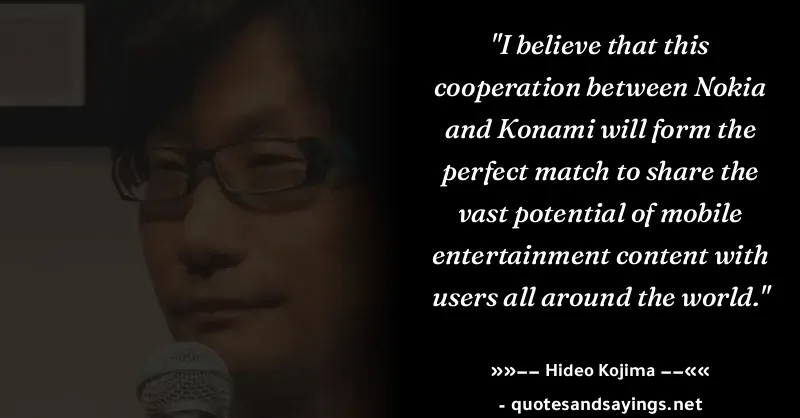 "I believe that this
cooperation between Nokia
and Konami will form the
perfect match to share the
vast potential of mobile
entertainment content with
users all around the world."
»»–– Hideo Kojima ––««
- quotesandsayings.net